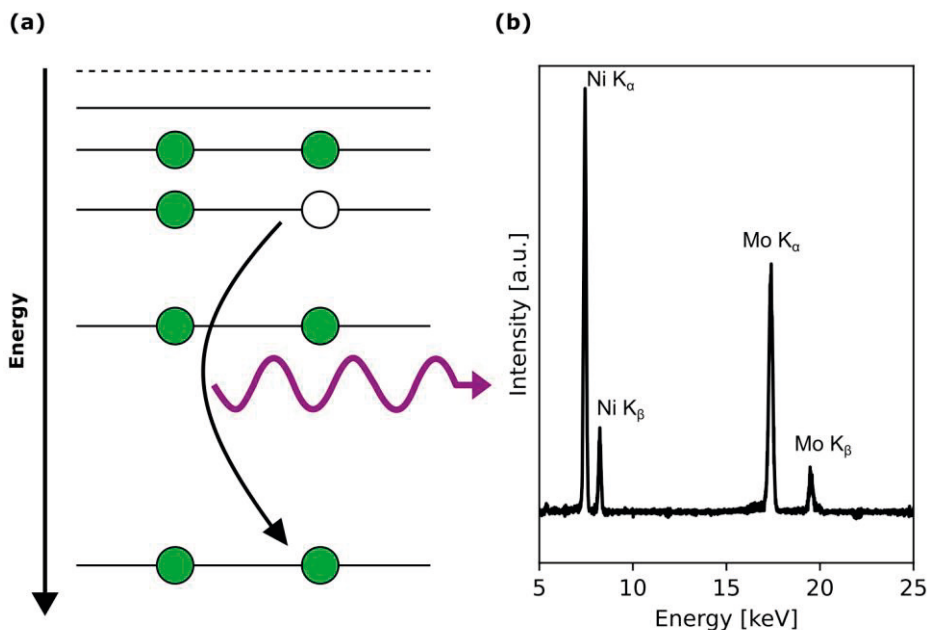 (a)
Energy
(b)
Ni Kα
Ni Kβ
Mo Kα
Mo Kβ
Intensity [a.u.]
5 10 15 20 25
Energy [keV]